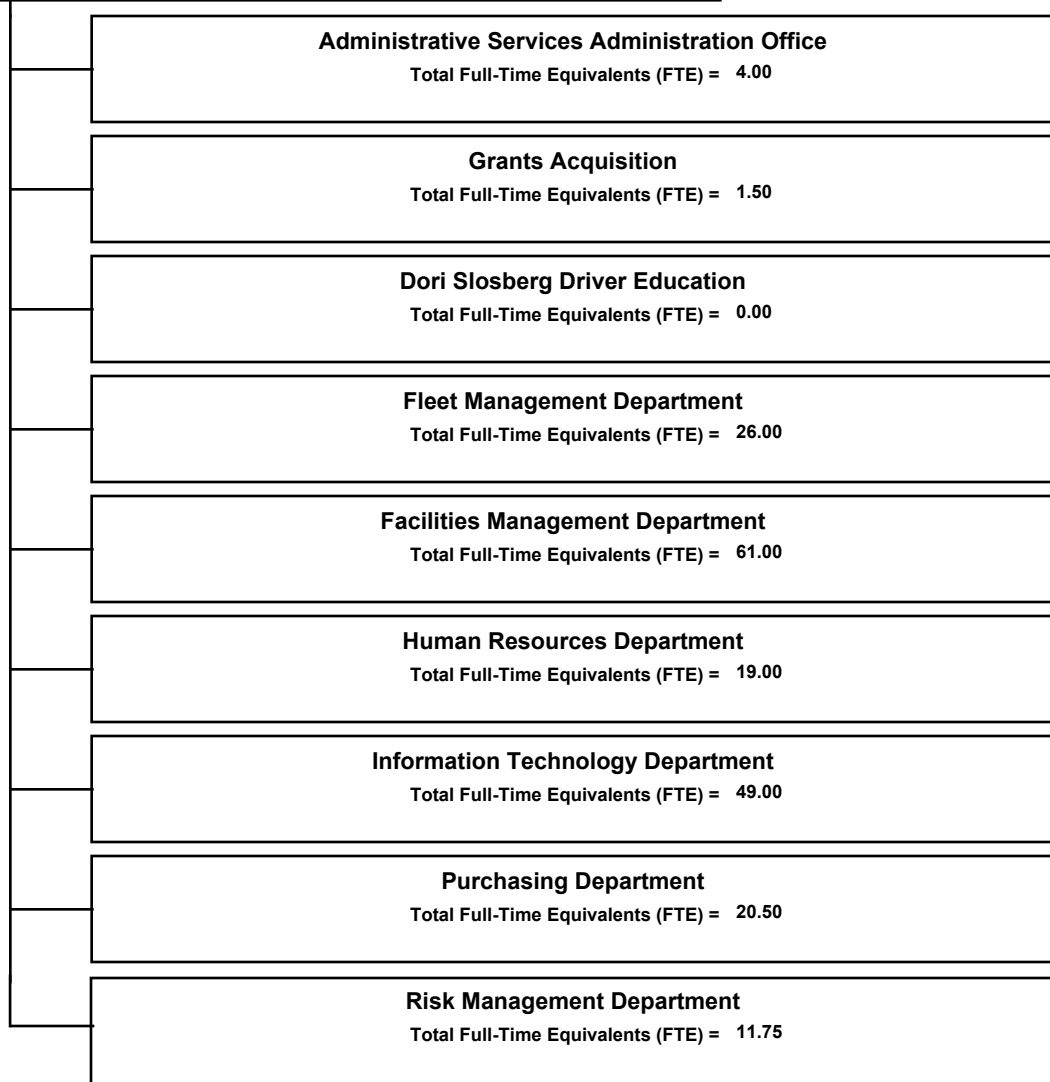 Administrative Services Administration Office
Total Full-Time Equivalents (FTE) = 4.00
Grants Acquisition
Total Full-Time Equivalents (FTE) = 1.50
Dori Slosberg Driver Education
Total Full-Time Equivalents (FTE) = 0.00
Fleet Management Department
Total Full-Time Equivalents (FTE) = 26.00
Facilities Management Department
Total Full-Time Equivalents (FTE) = 61.00
Human Resources Department
Total Full-Time Equivalents (FTE) = 19.00
Information Technology Department
Total Full-Time Equivalents (FTE) = 49.00
Purchasing Department
Total Full-Time Equivalents (FTE) = 20.50
Risk Management Department
Total Full-Time Equivalents (FTE) = 11.75